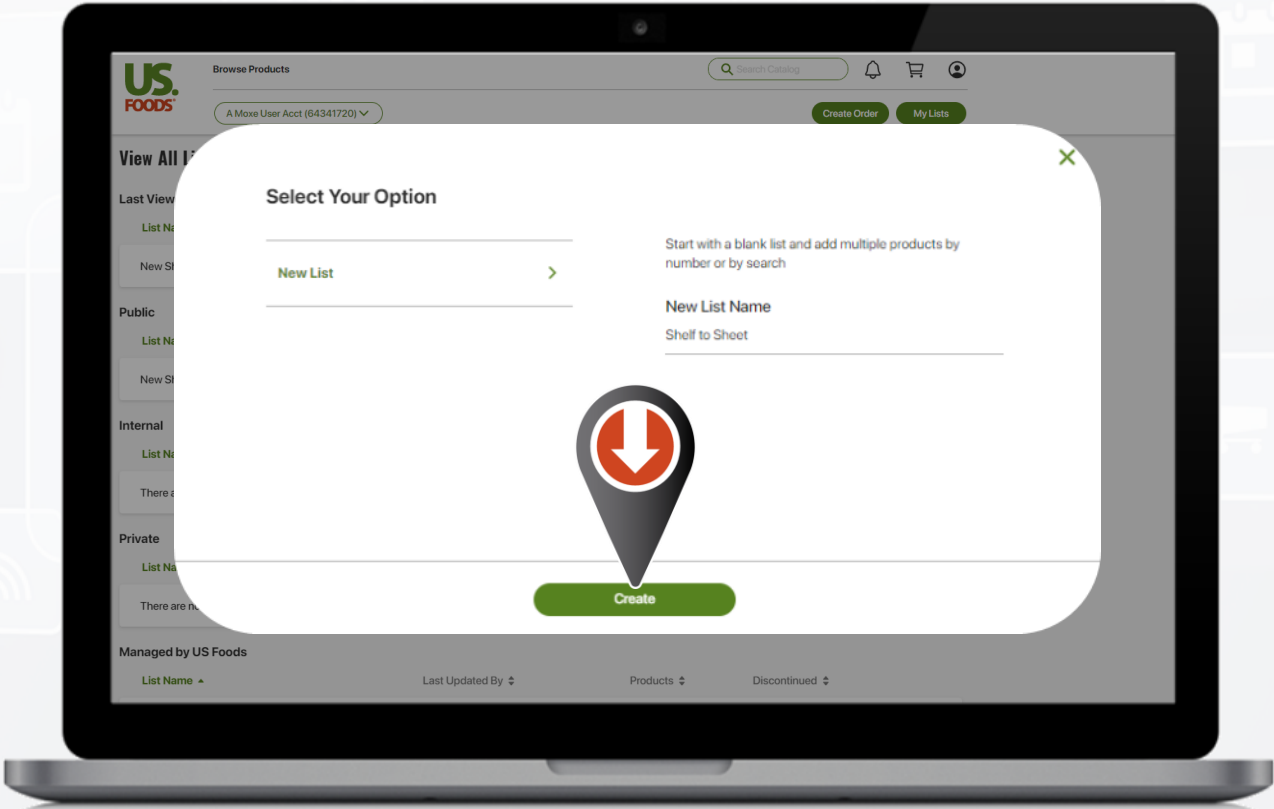 US.
FOODS®
Browse Products
Search Catalog
A Moxe User Acct (64341720)
Create Order
My Lists
View All Li
Last View
List Na
New Sh
Public
List Na
New Sh
Internal
List Na
There a
Private
List Na
There are no
Select Your Option
New List
Start with a blank list and add multiple products by
number or by search
New List Name
Shelf to Sheet
Create
Managed by US Foods
List Name
Last Updated By
Products
Discontinued